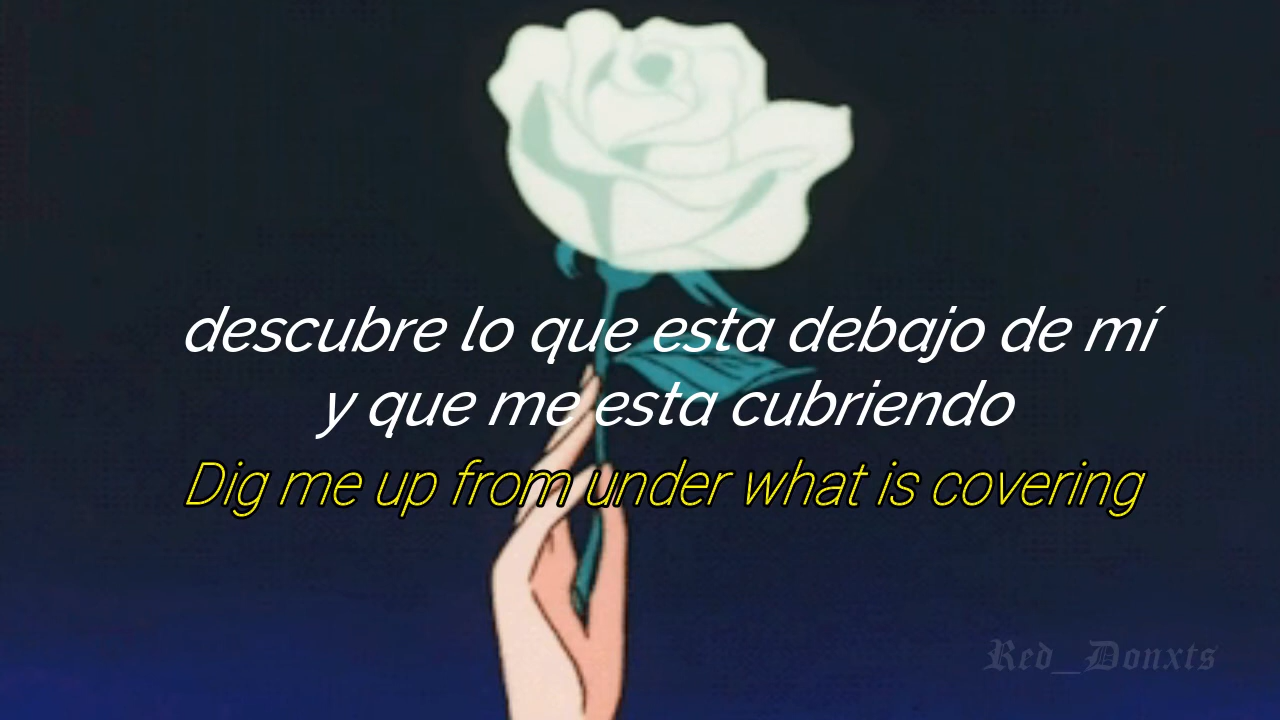 descubre lo que esta debajo de mí
y que me esta cubriendo
Dig me up from under what is covering
Red_Donxts